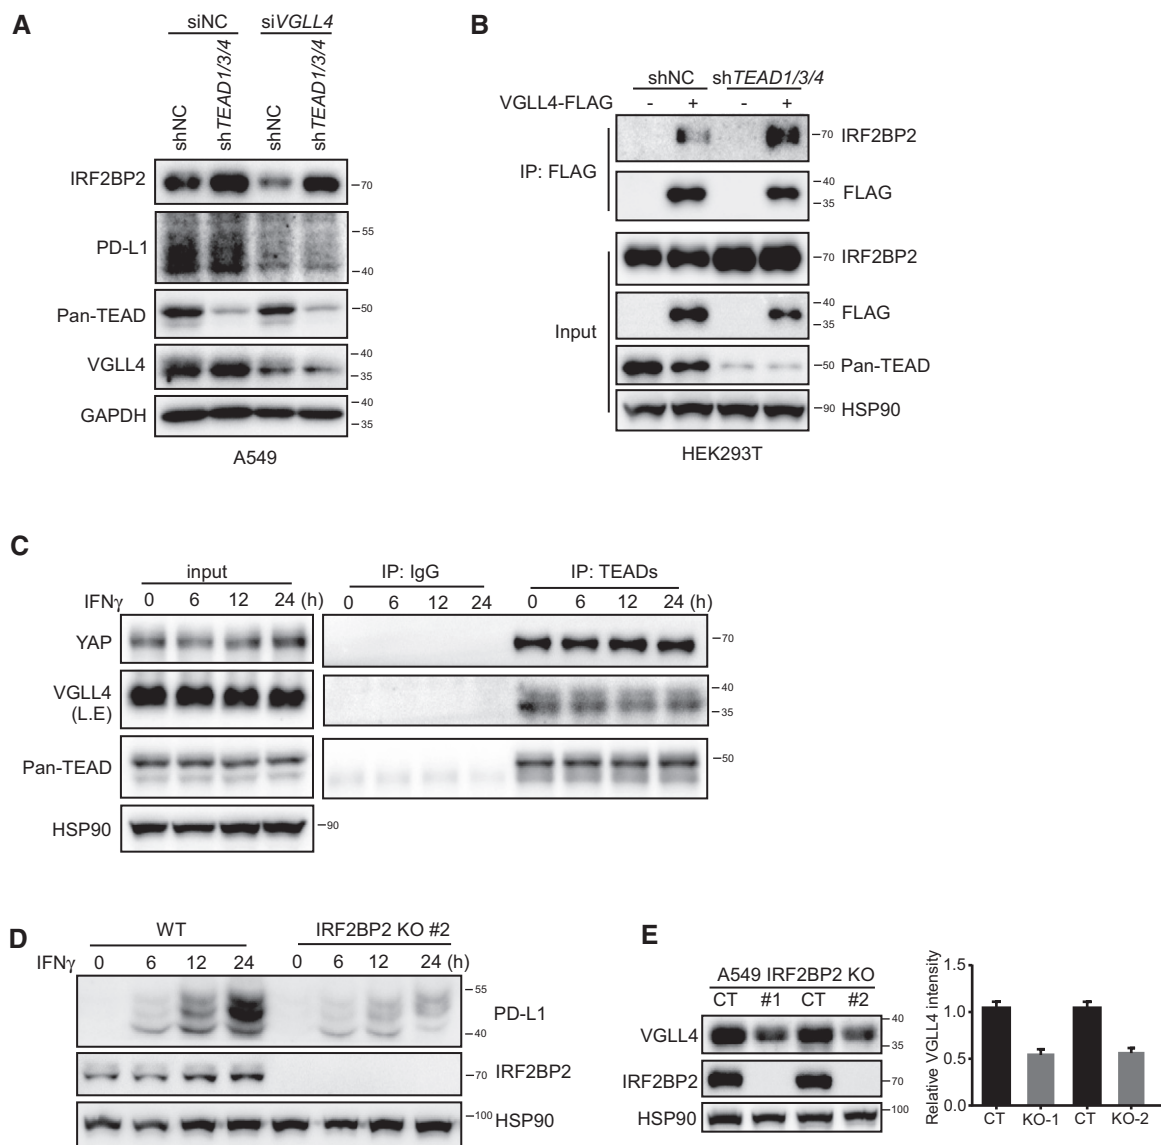 A
siNC siVGLL4
shNC shTEAD1/3/4 shNC shTEAD1/3/4
IRF2BP2 70
PD-L1 55 40
Pan-TEAD 50
VGLL4 40 35
GAPDH 40 35
A549
B
shNC shTEAD1/3/4
VGLL4-FLAG - + - +
IP: FLAG
70 IRF2BP2
40 35 FLAG
Input
70 IRF2BP2
40 35 FLAG
50 Pan-TEAD
90 HSP90
HEK293T
C
input IP: IgG IP: TEADs
IFNγ 0 6 12 24 (h) 0 6 12 24 0 6 12 24 (h)
YAP 70
VGLL4 (L.E) 40 35
Pan-TEAD 50
HSP90 90
D
WT IRF2BP2 KO #2
IFNγ 0 6 12 24 0 6 12 24 (h)
55 40 PD-L1
70 IRF2BP2
100 HSP90
E
A549 IRF2BP2 KO
CT #1 CT #2
VGLL4 40 35
IRF2BP2 70
HSP90 100
Relative VGLL4 intensity
1.5
1.0
0.5
0.0
CT KO-1 CT KO-2